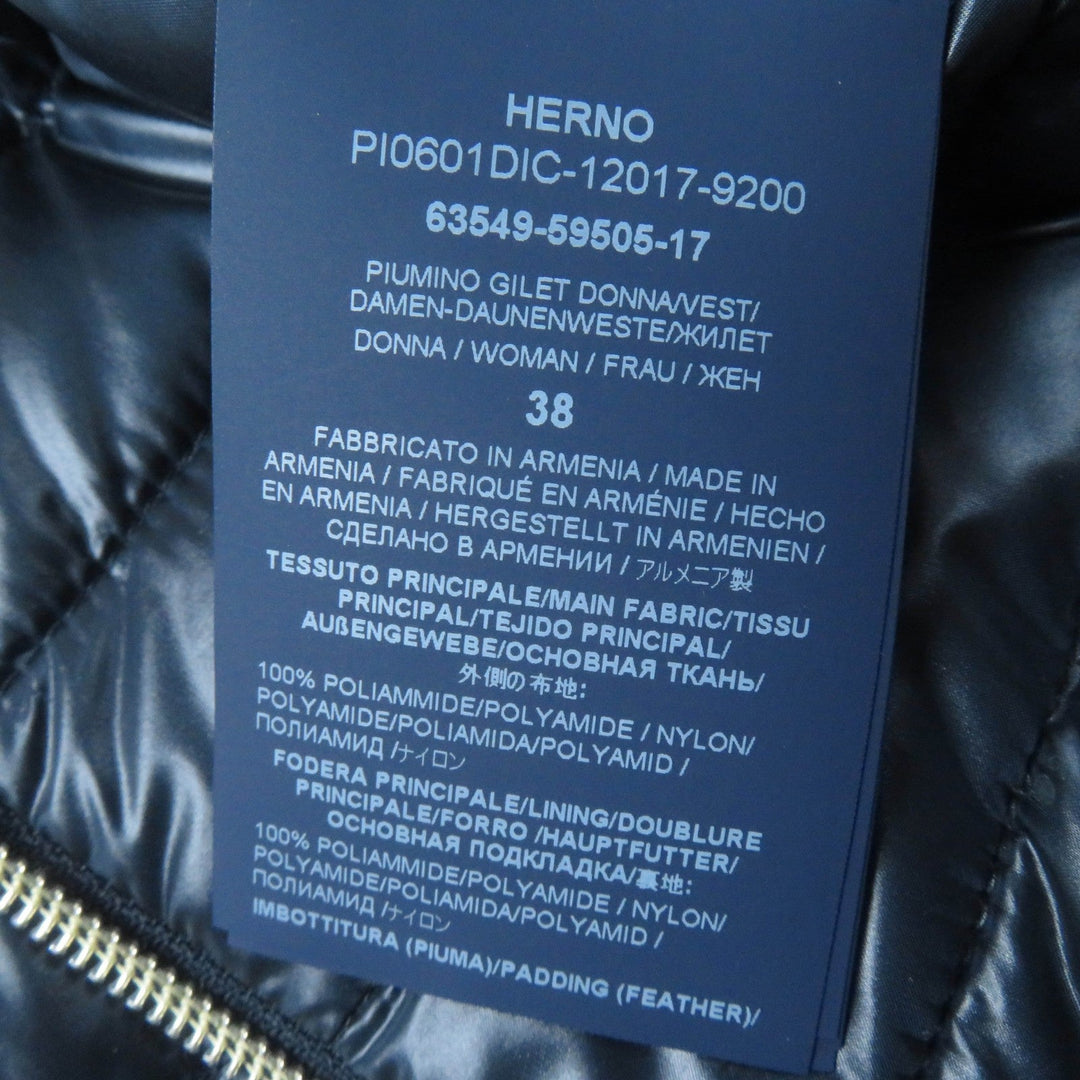 HERNO
PI0601DIC-12017-9200
63549-59505-17
PIUMINO GILET DONNA/VEST/
DAMEN-DAUNENWESTE/ЖИЛЕТ
DONNA / WOMAN / FRAU / ЖЕН
38
FABBRICATO IN ARMENIA / MADE IN
ARMENIA / FABRIQUÉ EN ARMÉNIE / HECHO
EN ARMENIA / HERGESTELLT IN ARMENIEN /
СДЕЛАНО В АРМЕНИИ / アルメニア製
TESSUTO PRINCIPALE/MAIN FABRIC/TISSU
PRINCIPAL/TEJIDO PRINCIPAL/
AUßENGEWEBE/ОСНОВНАЯ ТКАНЬ/
外側の布地:
100% POLIAMMIDE/POLYAMIDE / NYLON/
POLYAMIDE/POLIAMIDA/POLYAMID /
ПОЛИАМИД /ナイロン
FODERA PRINCIPALE/LINING/DOUBLURE
PRINCIPALE/FORRO /HAUPTFUTTER/
ОСНОВНАЯ ПОДКЛАДКА/裏地:
100% POLIAMMIDE/POLYAMIDE / NYLON/
POLYAMIDE/POLIAMIDA/POLYAMID /
ПОЛИАМИД /ナイロン
IMBOTTITURA (PIUMA)/PADDING (FEATHER)/